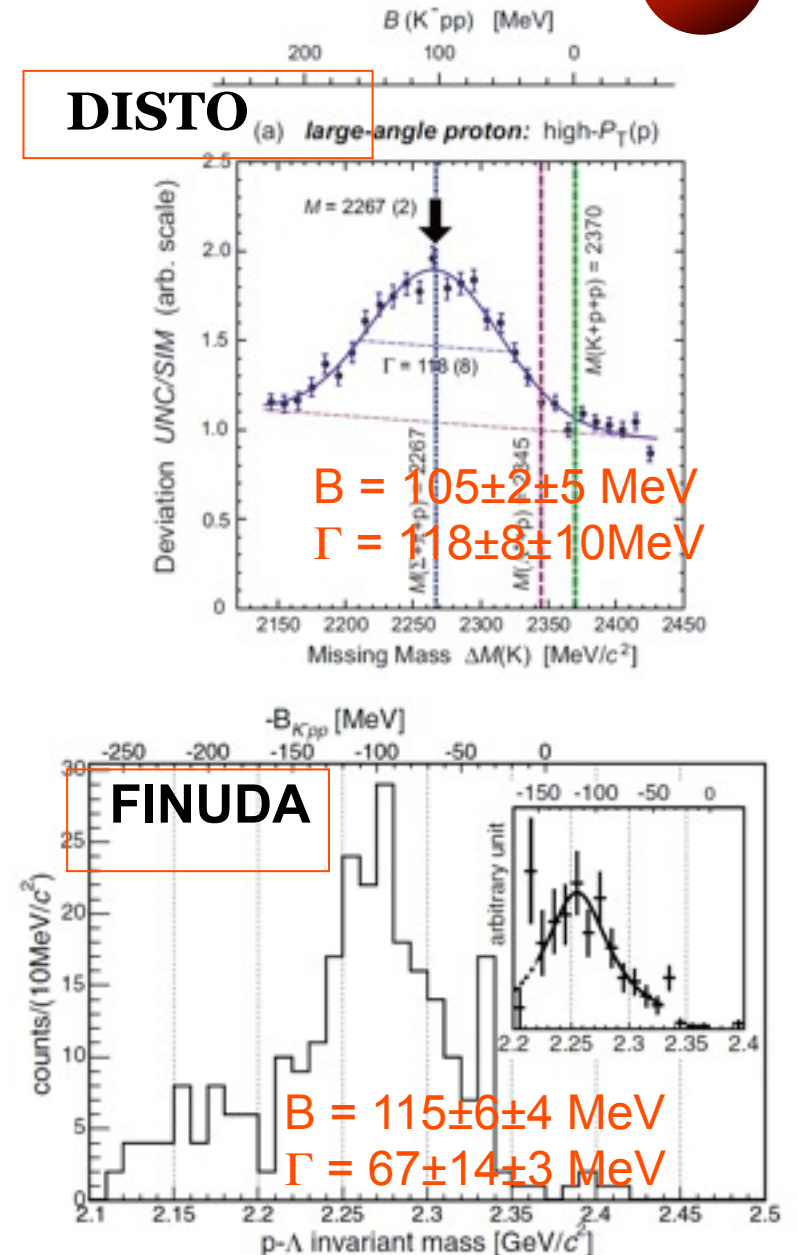 B (K⁻pp) [MeV]
200 100 0
DISTO
(a) large-angle proton: high-P_T(p)
Deviation UNC/SIM (arb. scale)
2.5
2.0
1.5
1.0
0.5
0
M = 2267 (2)
Γ = 118 (8)
M(K+p+p) = 2370
2267
B = 105±2±5 MeV
Γ = 118±8±10MeV
2150 2200 2250 2300 2350 2400 2450
Missing Mass ΔM(K) [MeV/c²]
-B_K⁻pp [MeV]
-250 -200 -150 -100 -50 0
FINUDA
counts/(10MeV/c²)
30
25
20
15
10
5
0
-150 -100 -50 0
arbitrary unit
2.2 2.25 2.3 2.35 2.4
B = 115±6±4 MeV
Γ = 67±14±3 MeV
2.1 2.15 2.2 2.25 2.3 2.35 2.4 2.45 2.5
p-Λ invariant mass [GeV/c²]